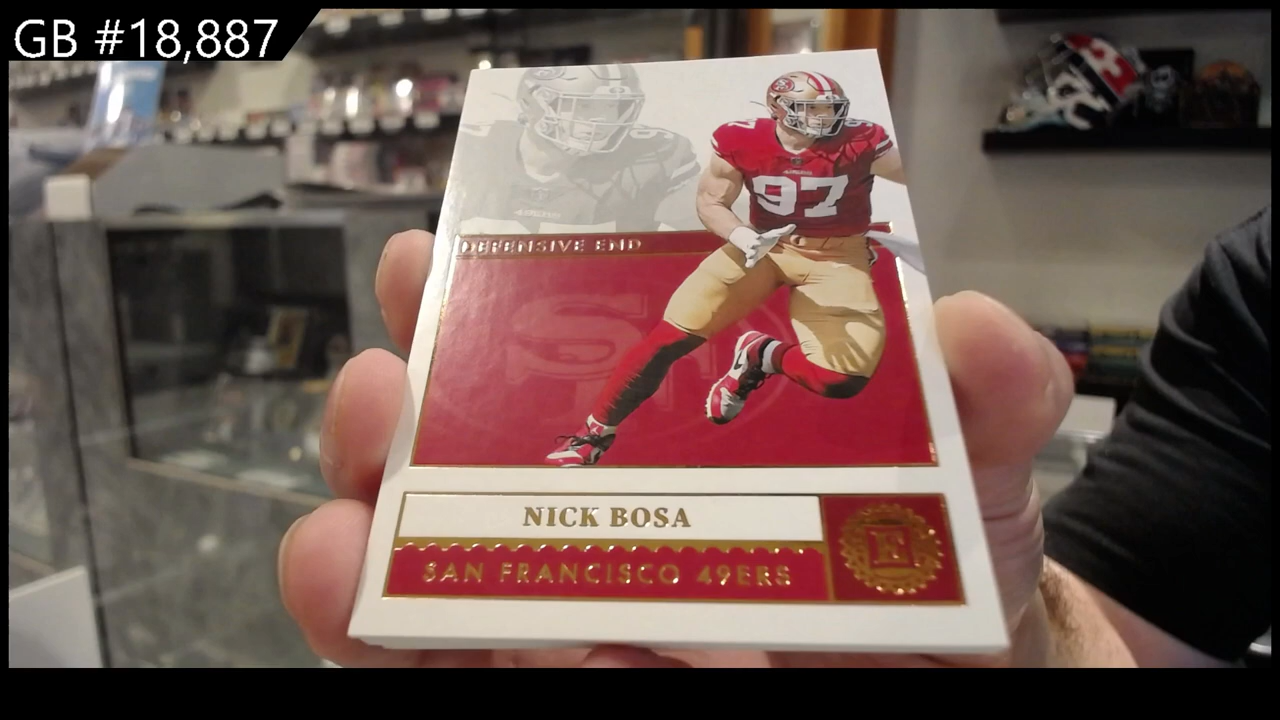 GB #18,887
97
DEFENSIVE END
NICK BOSA
SAN FRANCISCO 49ERS
E